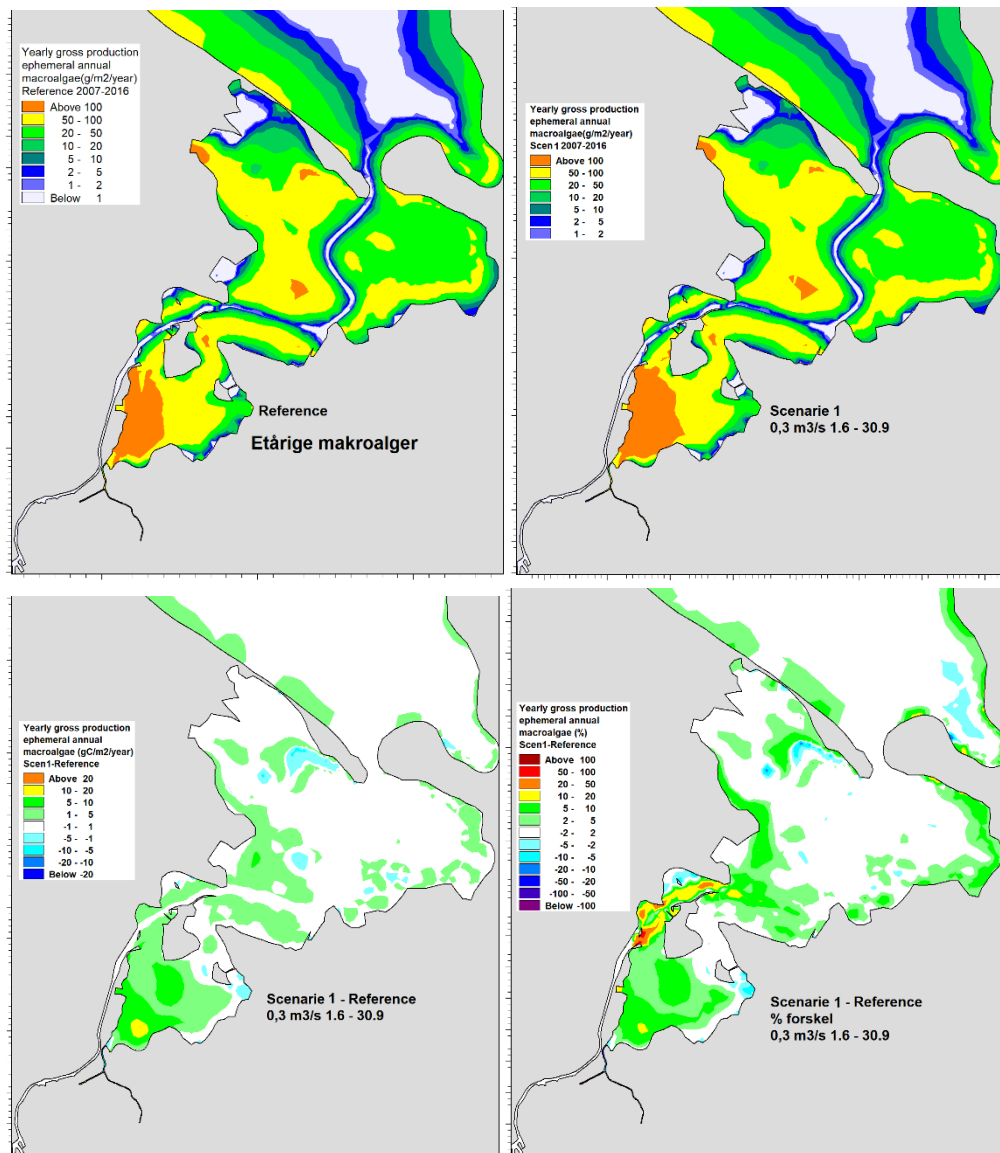 Yearly gross production
ephemeral annual
macroalgae(g/m2/year)
Reference 2007-2016
Above 100
50 - 100
20 - 50
10 - 20
5 - 10
2 - 5
1 - 2
Below 1
Reference
Etårige makroalger
Yearly gross production
ephemeral annual
macroalgae(g/m2/year)
Scen 1 2007-2016
Above 100
50 - 100
20 - 50
10 - 20
5 - 10
2 - 5
1 - 2
Scenarie 1
0,3 m3/s 1.6 - 30.9
Yearly gross production
ephemeral annual
macroalgae (gC/m2/year)
Scen1-Reference
Above 20
10 - 20
5 - 10
1 - 5
-1 - 1
-5 - -1
-10 - -5
-20 - -10
Below -20
Scenarie 1 - Reference
0,3 m3/s 1.6 - 30.9
Yearly gross production
ephemeral annual
macroalgae (%)
Scen1-Reference
Above 100
50 - 100
20 - 50
10 - 20
5 - 10
2 - 5
-2 - 2
-5 - -2
-10 - -5
-20 - -10
-50 - -20
-100 - -50
Below -100
Scenarie 1 - Reference
% forskel
0,3 m3/s 1.6 - 30.9